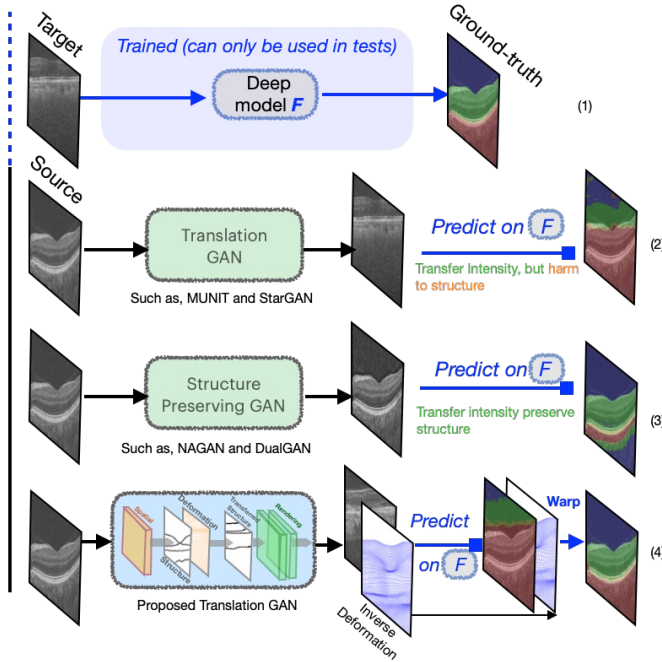 Target
Trained (can only be used in tests)
Deep
model F
Ground-truth
(1)
Source
Translation
GAN
Such as, MUNIT and StarGAN
Predict on F
Transfer Intensity, but harm
to structure
(2)
Structure
Preserving GAN
Such as, NAGAN and DualGAN
Predict on F
Transfer intensity preserve
structure
(3)
Spatial
Deformation
Structure
Transferred
Structure
Rendering
Proposed Translation GAN
Inverse
Deformation
Predict
on F
Warp
(4)